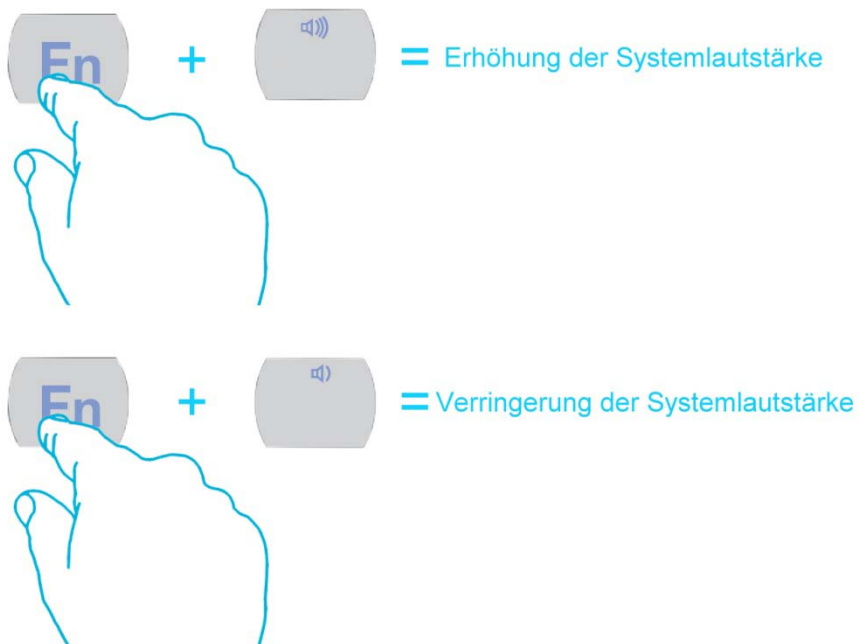 Fn + = Erhöhung der Systemlautstärke
Fn + = Verringerung der Systemlautstärke